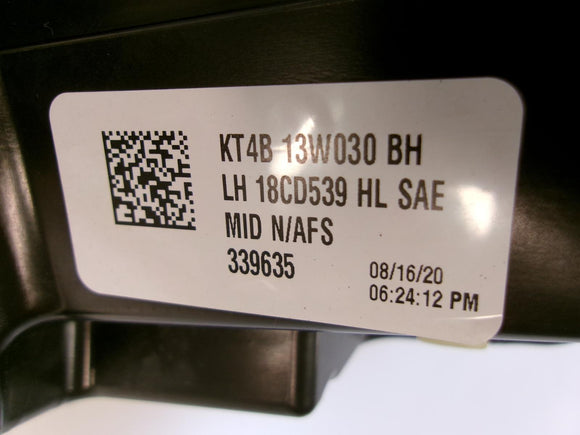 KT4B 13W030 BH
LH 18CD539 HL SAE
MID N/AFS
339635
08/16/20
06:24:12 PM